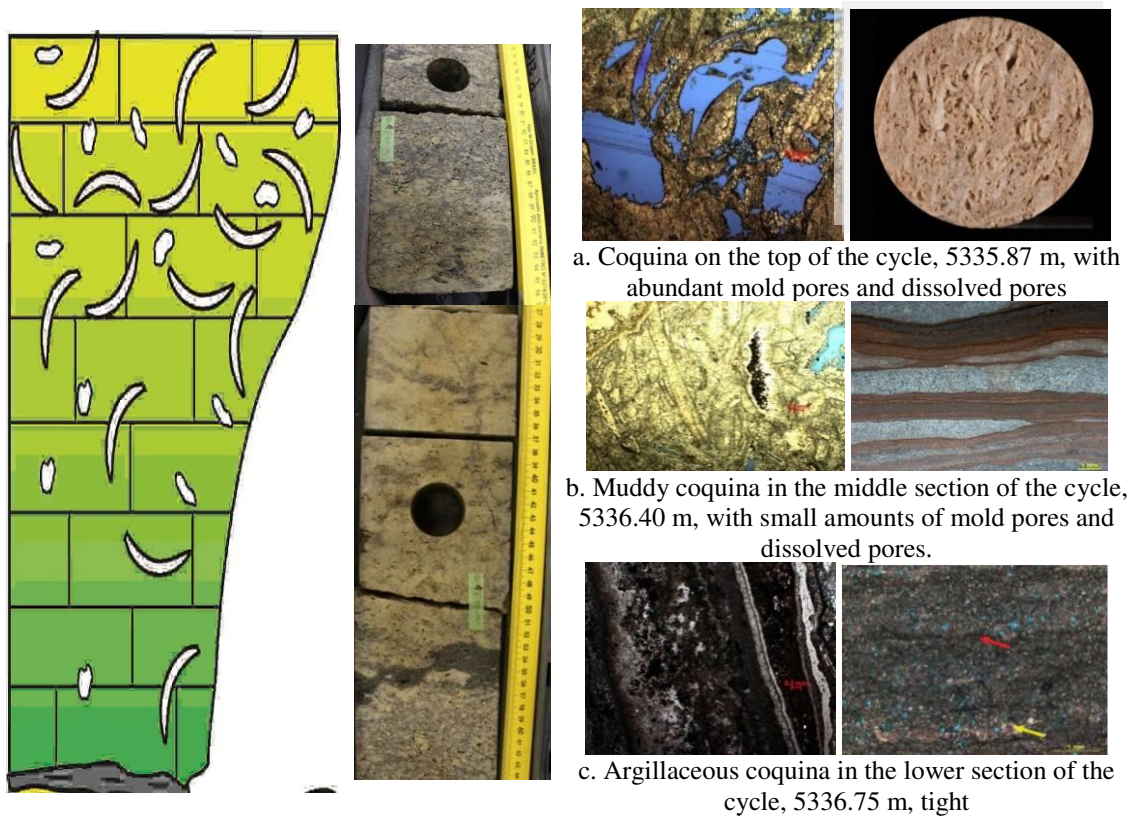 a. Coquina on the top of the cycle, 5335.87 m, with
abundant mold pores and dissolved pores
b. Muddy coquina in the middle section of the cycle,
5336.40 m, with small amounts of mold pores and
dissolved pores.
c. Argillaceous coquina in the lower section of the
cycle, 5336.75 m, tight